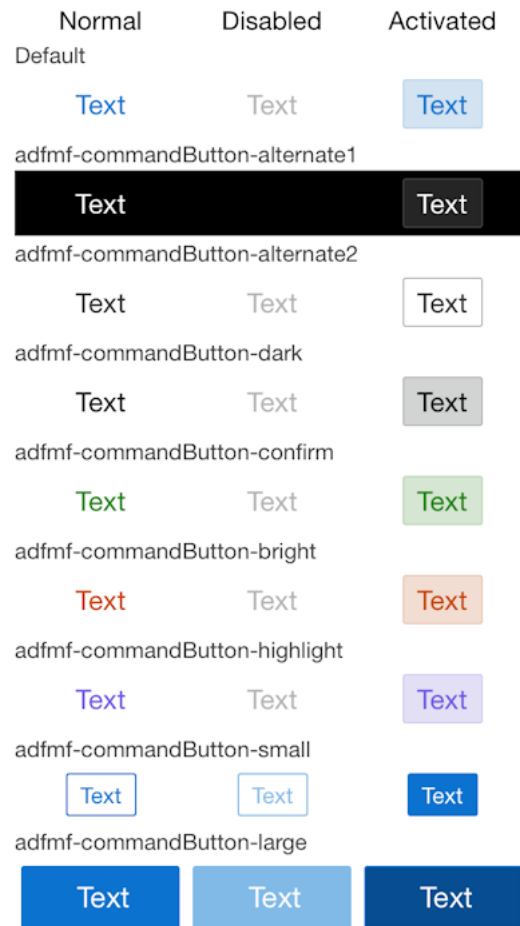 Normal Disabled Activated
Default
Text Text Text
adfmf-commandButton-alternate1
Text Text
adfmf-commandButton-alternate2
Text Text Text
adfmf-commandButton-dark
Text Text Text
adfmf-commandButton-confirm
Text Text Text
adfmf-commandButton-bright
Text Text Text
adfmf-commandButton-highlight
Text Text Text
adfmf-commandButton-small
Text Text Text
adfmf-commandButton-large
Text Text Text